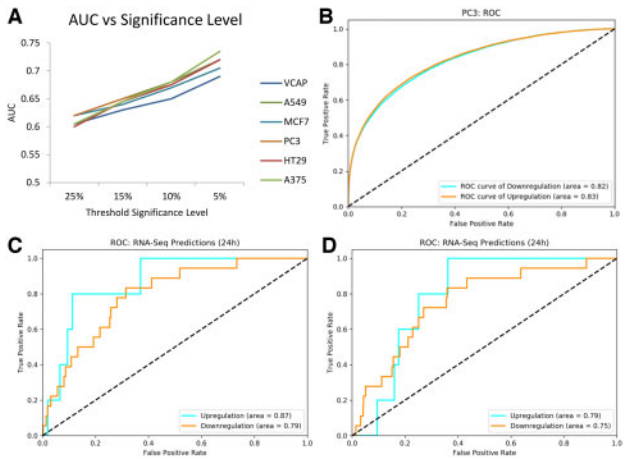 A
AUC vs Significance Level
0.75
0.7
0.65
0.6
0.55
0.5
AUC
25% 15% 10% 5%
Threshold Significance Level
VCAP
A549
MCF7
PC3
HT29
A375
B
PC3: ROC
1.0
0.8
0.6
0.4
0.2
0.0
True Positive Rate
0.0 0.2 0.4 0.6 0.8 1.0
False Positive Rate
ROC curve of Downregulation (area = 0.82)
ROC curve of Upregulation (area = 0.83)
C
ROC: RNA-Seq Predictions (24h)
1.0
0.8
0.6
0.4
0.2
0.0
True Positive Rate
0.0 0.2 0.4 0.6 0.8 1.0
False Positive Rate
Upregulation (area = 0.87)
Downregulation (area = 0.79)
D
ROC: RNA-Seq Predictions (24h)
1.0
0.8
0.6
0.4
0.2
0.0
True Positive Rate
0.0 0.2 0.4 0.6 0.8 1.0
False Positive Rate
Upregulation (area = 0.79)
Downregulation (area = 0.75)